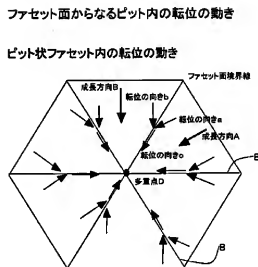 ファセット面からなるピット内の転位の動き
ピット状ファセット内の転位の動き
ファセット面境界線
成長方向B
転位の向きb
転位の向きa
成長方向A
転位の向きc
B
多重点D
B